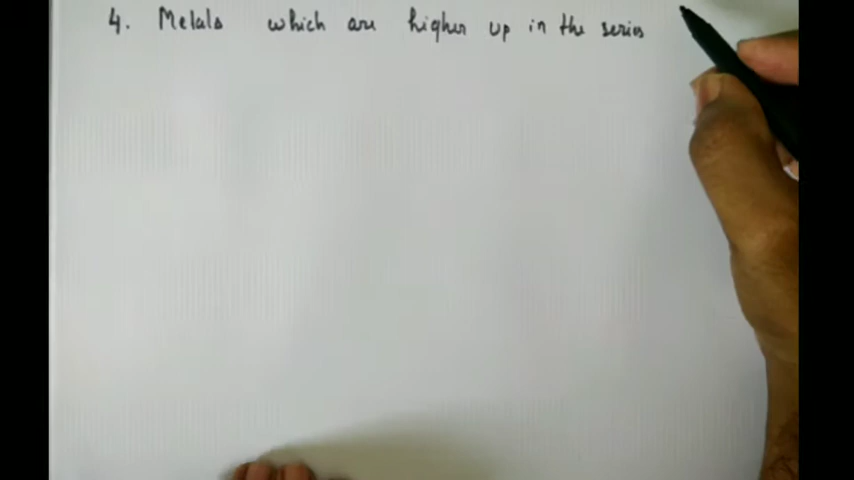 4. Metals which are higher up in the series